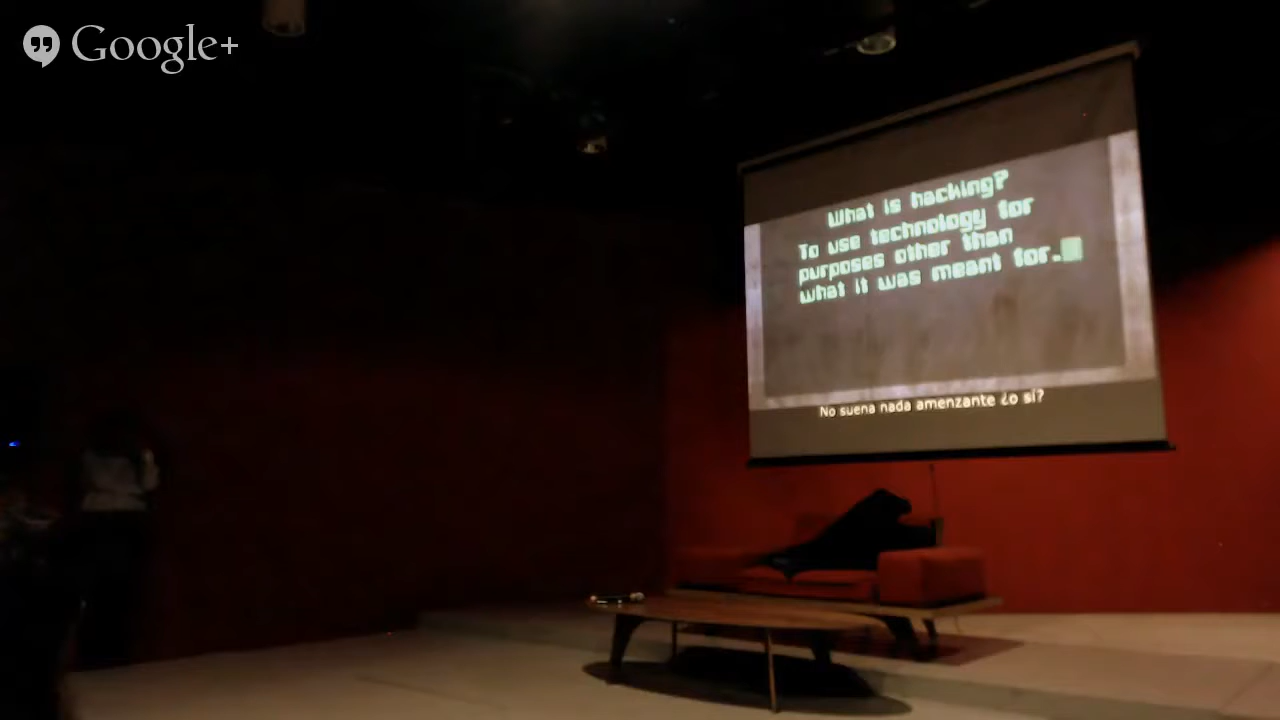 Google+
What is hacking?
To use technology for
purposes other than
what it was meant for.
No suena nada amenzante ¿o sí?